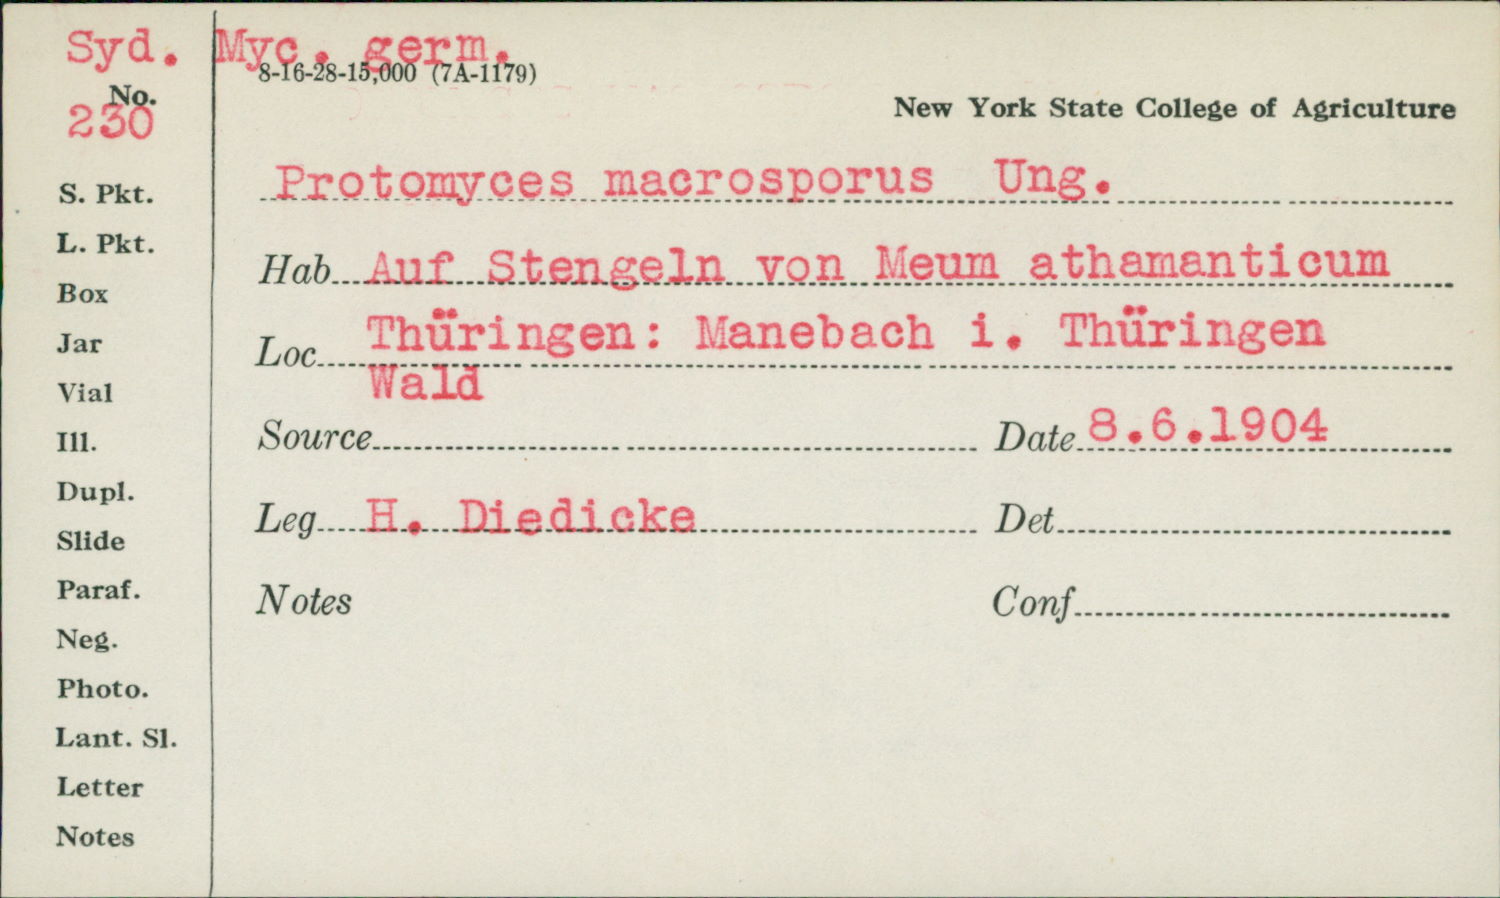 Syd. Myc. germ.
8-16-28-15,000 (7A-1179)
No.
230
New York State College of Agriculture
Protomyces macrosporus Ung.
S. Pkt.
L. Pkt.
Box
Jar
Vial
Ill.
Dupl.
Slide
Paraf.
Neg.
Photo.
Lant. Sl.
Letter
Notes
Hab Auf Stengeln von Meum athamanticum
Loc Thüringen: Manebach i. Thüringen
Wald
Source Date 8.6.1904
Leg H. Diedicke Det
Notes Conf